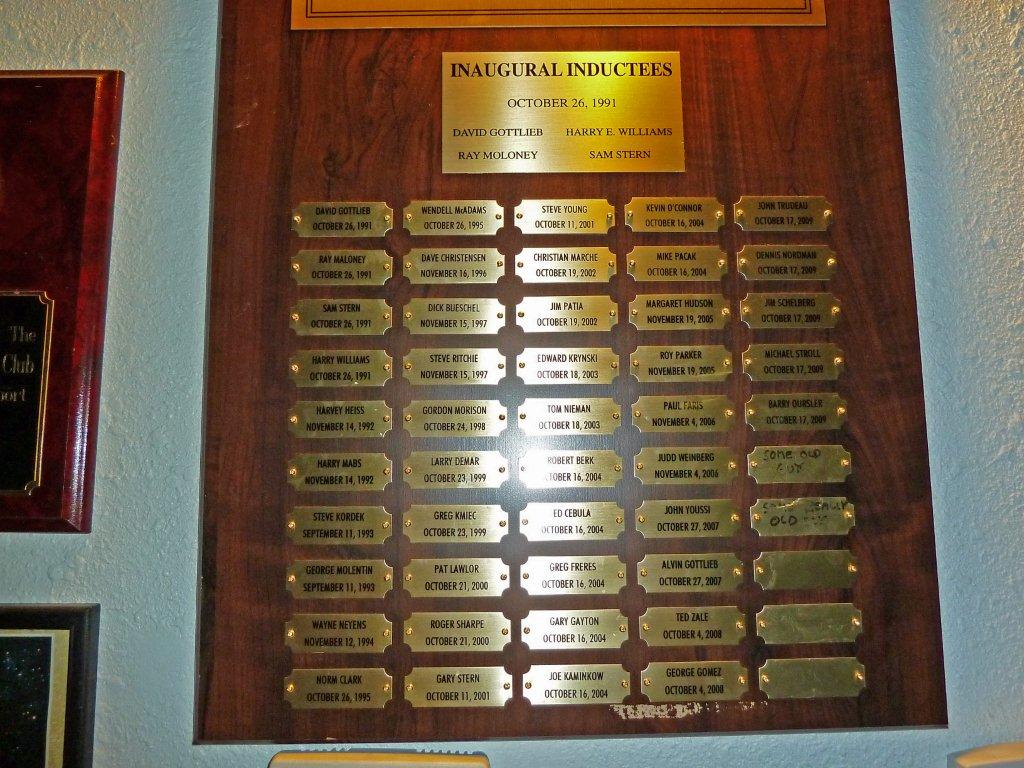 INAUGURAL INDUCTEES
OCTOBER 26, 1991
DAVID GOTTLIEB HARRY E. WILLIAMS
RAY MOLONEY SAM STERN
DAVID GOTTLIEB
OCTOBER 26, 1991
RAY MALONEY
OCTOBER 26, 1991
SAM STERN
OCTOBER 26, 1991
HARRY WILLIAMS
OCTOBER 26, 1991
HARVEY HEISS
NOVEMBER 14, 1992
HARRY MABS
NOVEMBER 14, 1992
STEVE KORDEK
SEPTEMBER 11, 1993
GEORGE MOLENTIN
SEPTEMBER 11, 1993
WAYNE NEYENS
NOVEMBER 12, 1994
NORM CLARK
OCTOBER 26, 1995
WENDELL McADAMS
OCTOBER 26, 1995
DAVE CHRISTENSEN
NOVEMBER 16, 1996
DICK BUESCHEL
NOVEMBER 15, 1997
STEVE RITCHIE
NOVEMBER 15, 1997
GORDON MORISON
OCTOBER 24, 1998
LARRY DEMAR
OCTOBER 23, 1999
GREG KMIEC
OCTOBER 23, 1999
PAT LAWLOR
OCTOBER 21, 2000
ROGER SHARPE
OCTOBER 21, 2000
GARY STERN
OCTOBER 11, 2001
STEVE YOUNG
OCTOBER 11, 2001
CHRISTIAN MARCHE
OCTOBER 19, 2002
JIM PATIA
OCTOBER 19, 2002
EDWARD KRYNSKI
OCTOBER 18, 2003
TOM NIEMAN
OCTOBER 18, 2003
ROBERT BERK
OCTOBER 16, 2004
ED CEBULA
OCTOBER 16, 2004
GREG FRERES
OCTOBER 16, 2004
GARY GAYTON
OCTOBER 16, 2004
JOE KAMINKOW
OCTOBER 16, 2004
KEVIN O'CONNOR
OCTOBER 16, 2004
MIKE PACAK
OCTOBER 16, 2004
MARGARET HUDSON
NOVEMBER 19, 2005
ROY PARKER
NOVEMBER 19, 2005
PAUL FARIS
NOVEMBER 4, 2006
JUDD WEINBERG
NOVEMBER 4, 2006
JOHN YOUSSI
OCTOBER 27, 2007
ALVIN GOTTLIEB
OCTOBER 27, 2007
TED ZALE
OCTOBER 4, 2008
GEORGE GOMEZ
OCTOBER 4, 2008
JOHN TRUDEAU
OCTOBER 17, 2009
DENNIS NORDMAN
OCTOBER 17, 2009
JIM SCHELBERG
OCTOBER 17, 2009
MICHAEL STROLL
OCTOBER 17, 2009
BARRY OURSLER
OCTOBER 17, 2009
SOME OLD
GUY
REALLY
OLD
The
Club